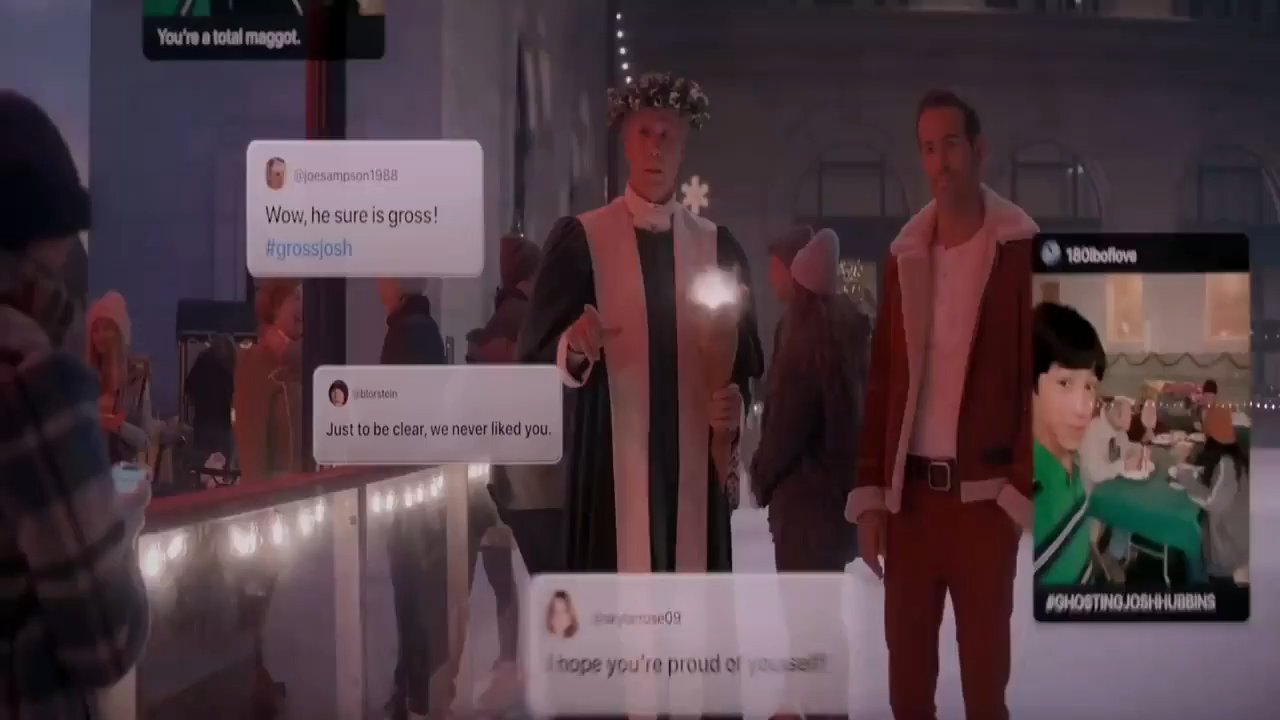 You're a total maggot.
@joesampson1988
Wow, he sure is gross!
#grossjosh
180lboflove
@blorstein
Just to be clear, we never liked you.
#GHOSTINGJOSHHUBBINS
I hope you're proud of yourself!